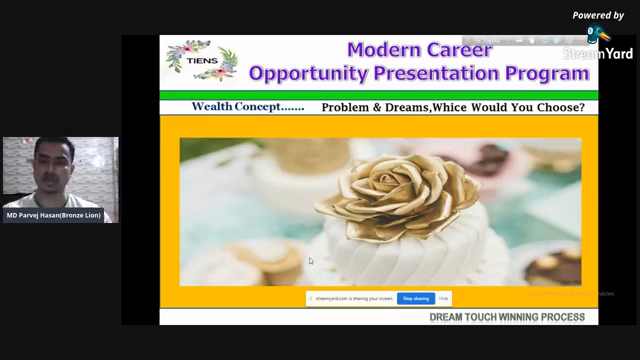 Powered by
StreamYard
TIENS
Modern Career
Opportunity Presentation Program
Wealth Concept.......
Problem & Dreams,Whice Would You Choose?
MD Parvej Hasan(Bronze Lion)
streamyard.com is sharing your screen.
Stop sharing
Hide
DREAM TOUCH WINNING PROCESS